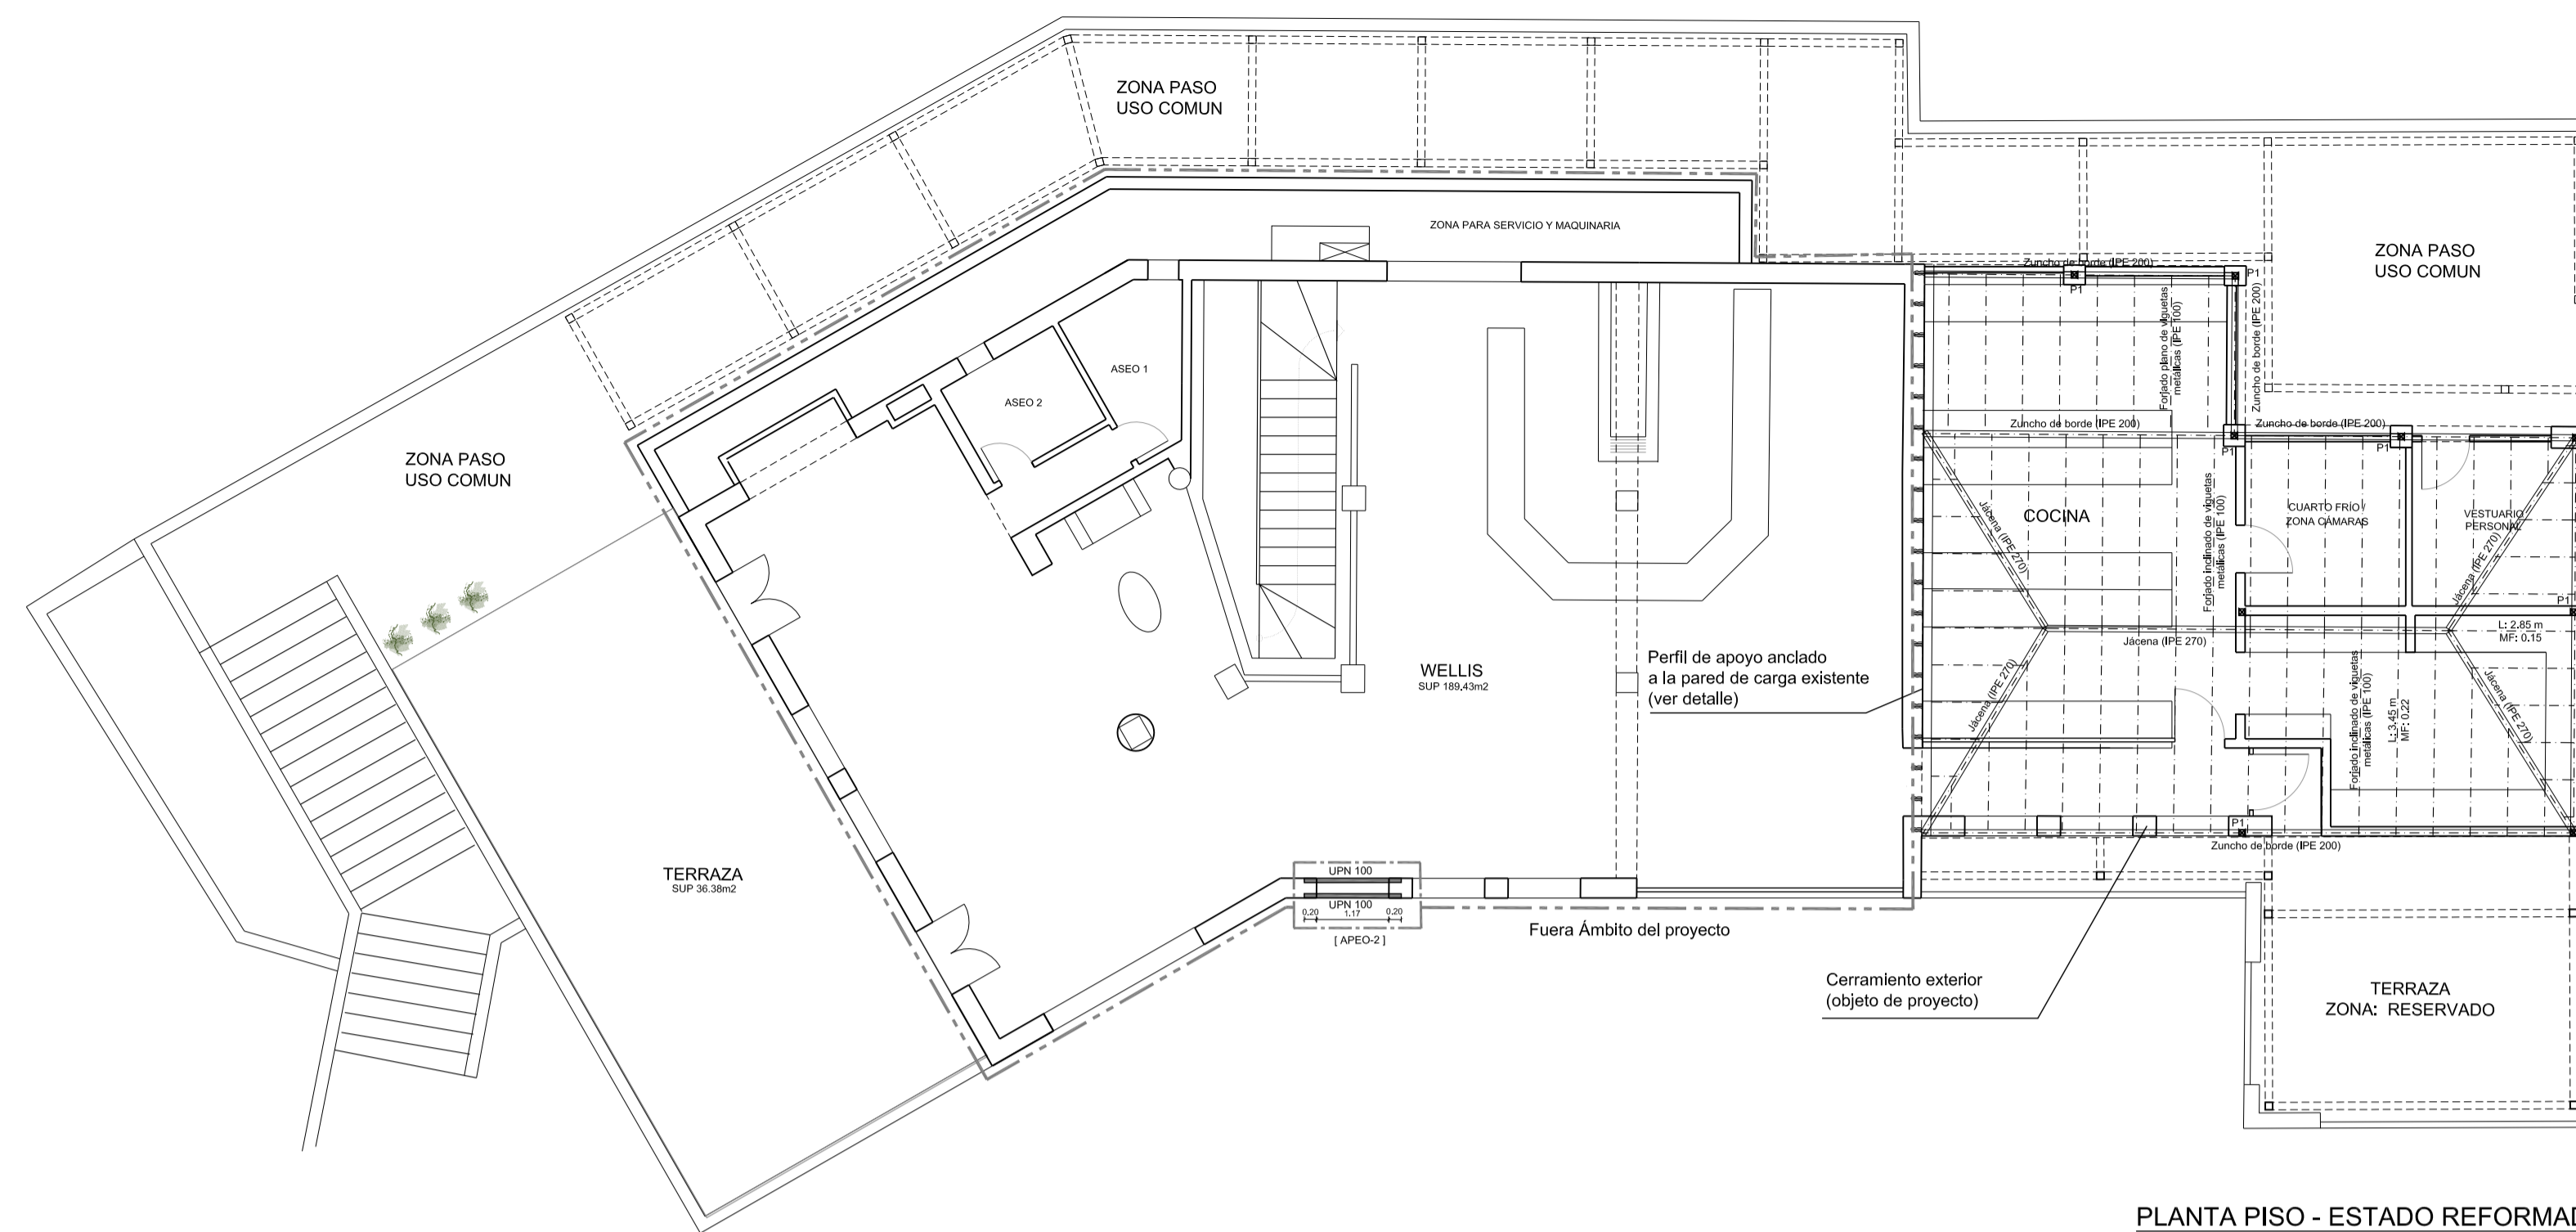 ZONA PASO
USO COMUN
ZONA PARA SERVICIO Y MAQUINARIA
ZONA PASO
USO COMUN
Zuncho de borde (IPE 200)
P1
P1
Forjado plano de viguetas
metálicas (IPE 100)
Zuncho de borde (IPE 200)
ASEO 1
ASEO 2
Zuncho de borde (IPE 200)
Zuncho de borde (IPE 200)
P1
P1
ZONA PASO
USO COMUN
Jácena (IPE 270)
COCINA
Forjado inclinado de viguetas
metálicas (IPE 100)
CUARTO FRÍO /
ZONA CÁMARAS
VESTUARIO
PERSONAL
Jácena (IPE 270)
P1
L: 2.85 m
MF: 0.15
Jácena (IPE 270)
Perfil de apoyo anclado
a la pared de carga existente
(ver detalle)
WELLIS
SUP 189,43m2
Jácena (IPE 270)
Forjado inclinado de viguetas
metálicas (IPE 100)
L: 3.45 m
MF: 0.22
Jácena (IPE 270)
P1
Zuncho de borde (IPE 200)
TERRAZA
SUP 36.38m2
UPN 100
UPN 100
0,20 1,17 0,20
[ APEO-2 ]
Fuera Ámbito del proyecto
Cerramiento exterior
(objeto de proyecto)
TERRAZA
ZONA: RESERVADO
PLANTA PISO - ESTADO